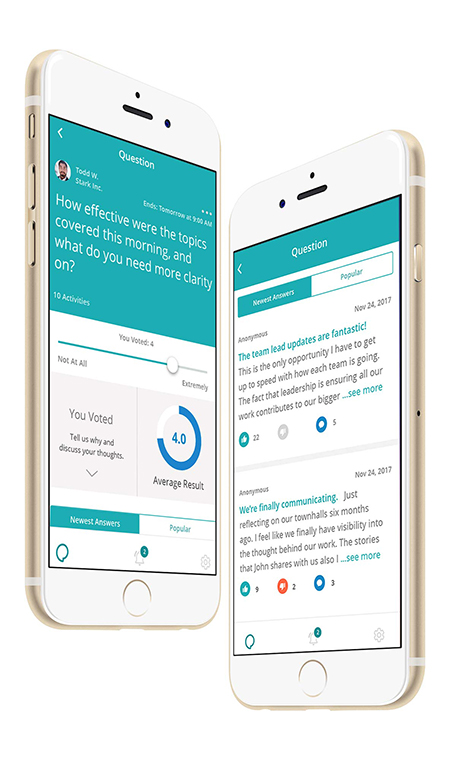 Question
Todd W.
Stark Inc.
Ends: Tomorrow at 9:00 AM
How effective were the topics
covered this morning, and
what do you need more clarity
on?
10 Activities
You Voted: 4
Not At All
Extremely
You Voted
Tell us why and
discuss your thoughts.
4.0
Average Result
Newest Answers
Popular
2
Question
Newest Answers
Popular
Nov 24, 2017
Anonymous
The team lead updates are fantastic!
This is the only opportunity I have to get
up to speed with how each team is going.
The fact that leadership is ensuring all our
work contributes to our bigger ...see more
22
5
Nov 24, 2017
Anonymous
We're finally communicating. Just
reflecting on our townhalls six months
ago. I feel like we finally have visibility into
the thought behind our work. The stories
that John shares with us also I ...see more
9
2
3
2